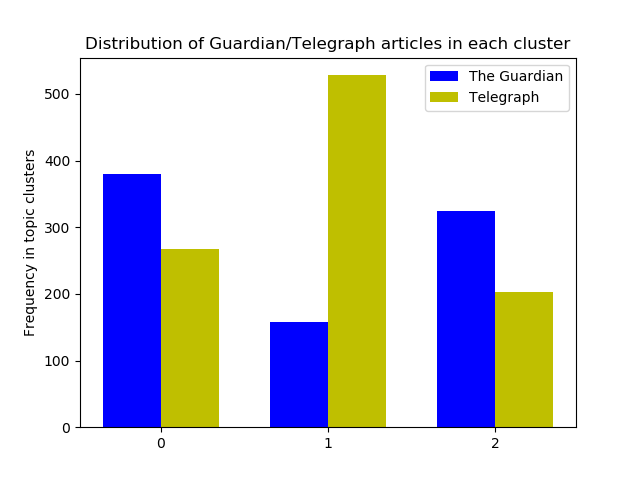 Distribution of Guardian/Telegraph articles in each cluster
The Guardian
Telegraph
Frequency in topic clusters
500
400
300
200
100
0
0 1 2